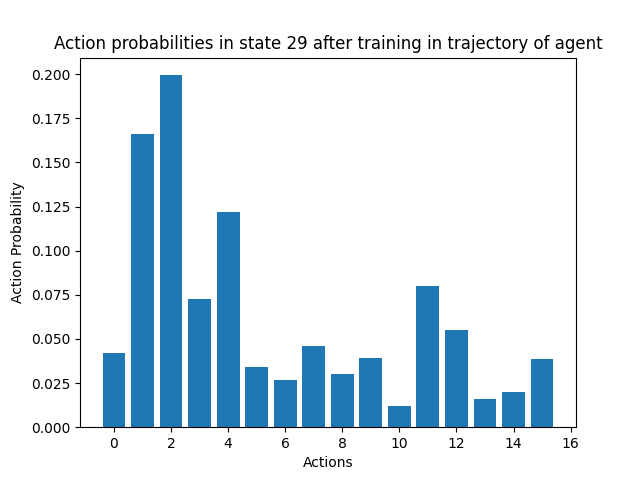 Action probabilities in state 29 after training in trajectory of agent
0.200
0.175
0.150
0.125
0.100
0.075
0.050
0.025
0.000
Action Probability
0 2 4 6 8 10 12 14 16
Actions